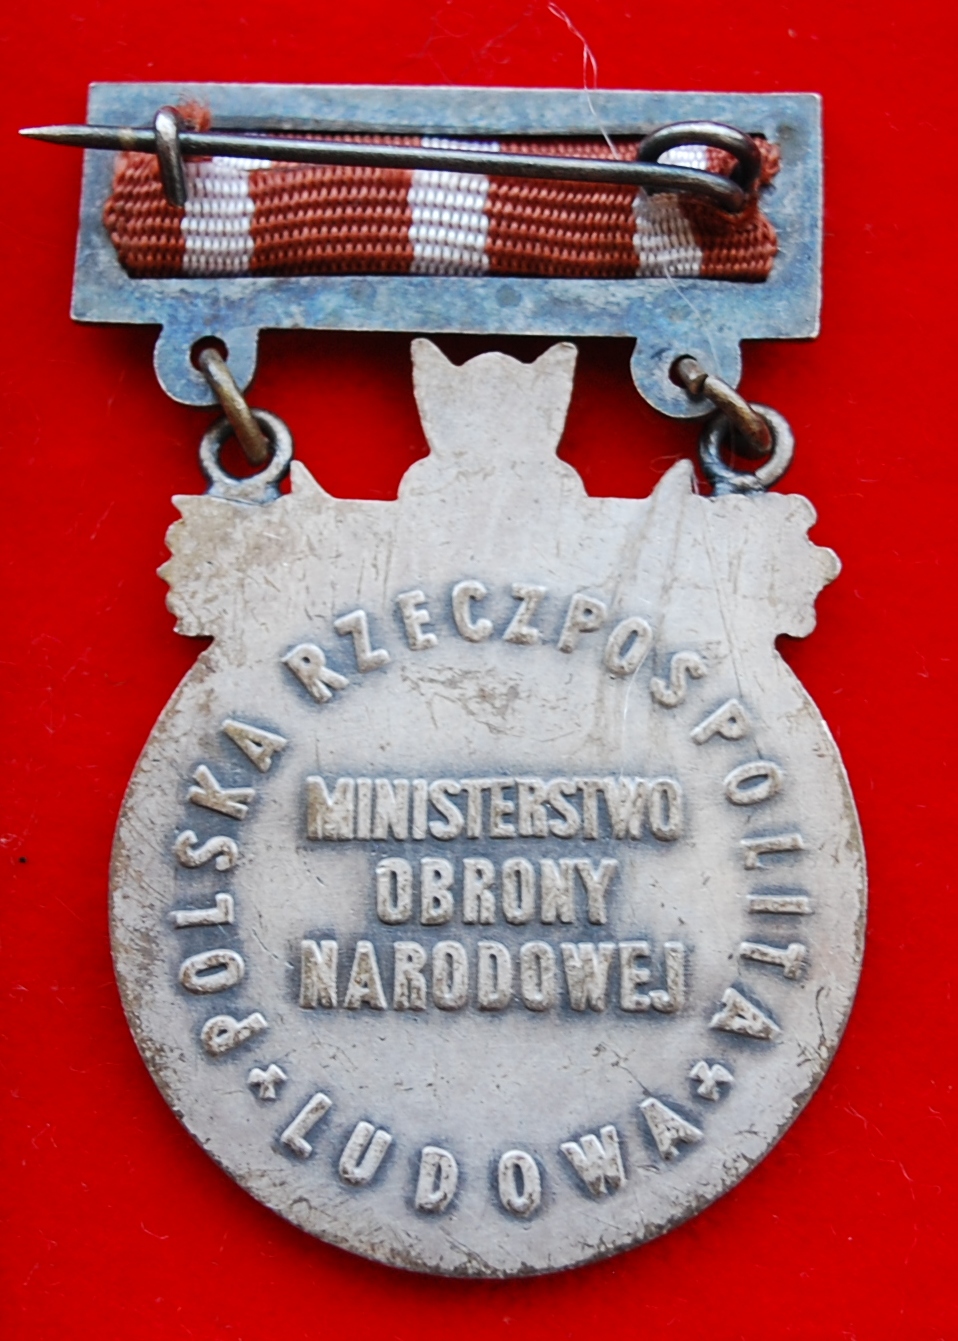 POLSKA RZECZPOSPOLITA
LUDOWA
MINISTERSTWO
OBRONY
NARODOWEJ